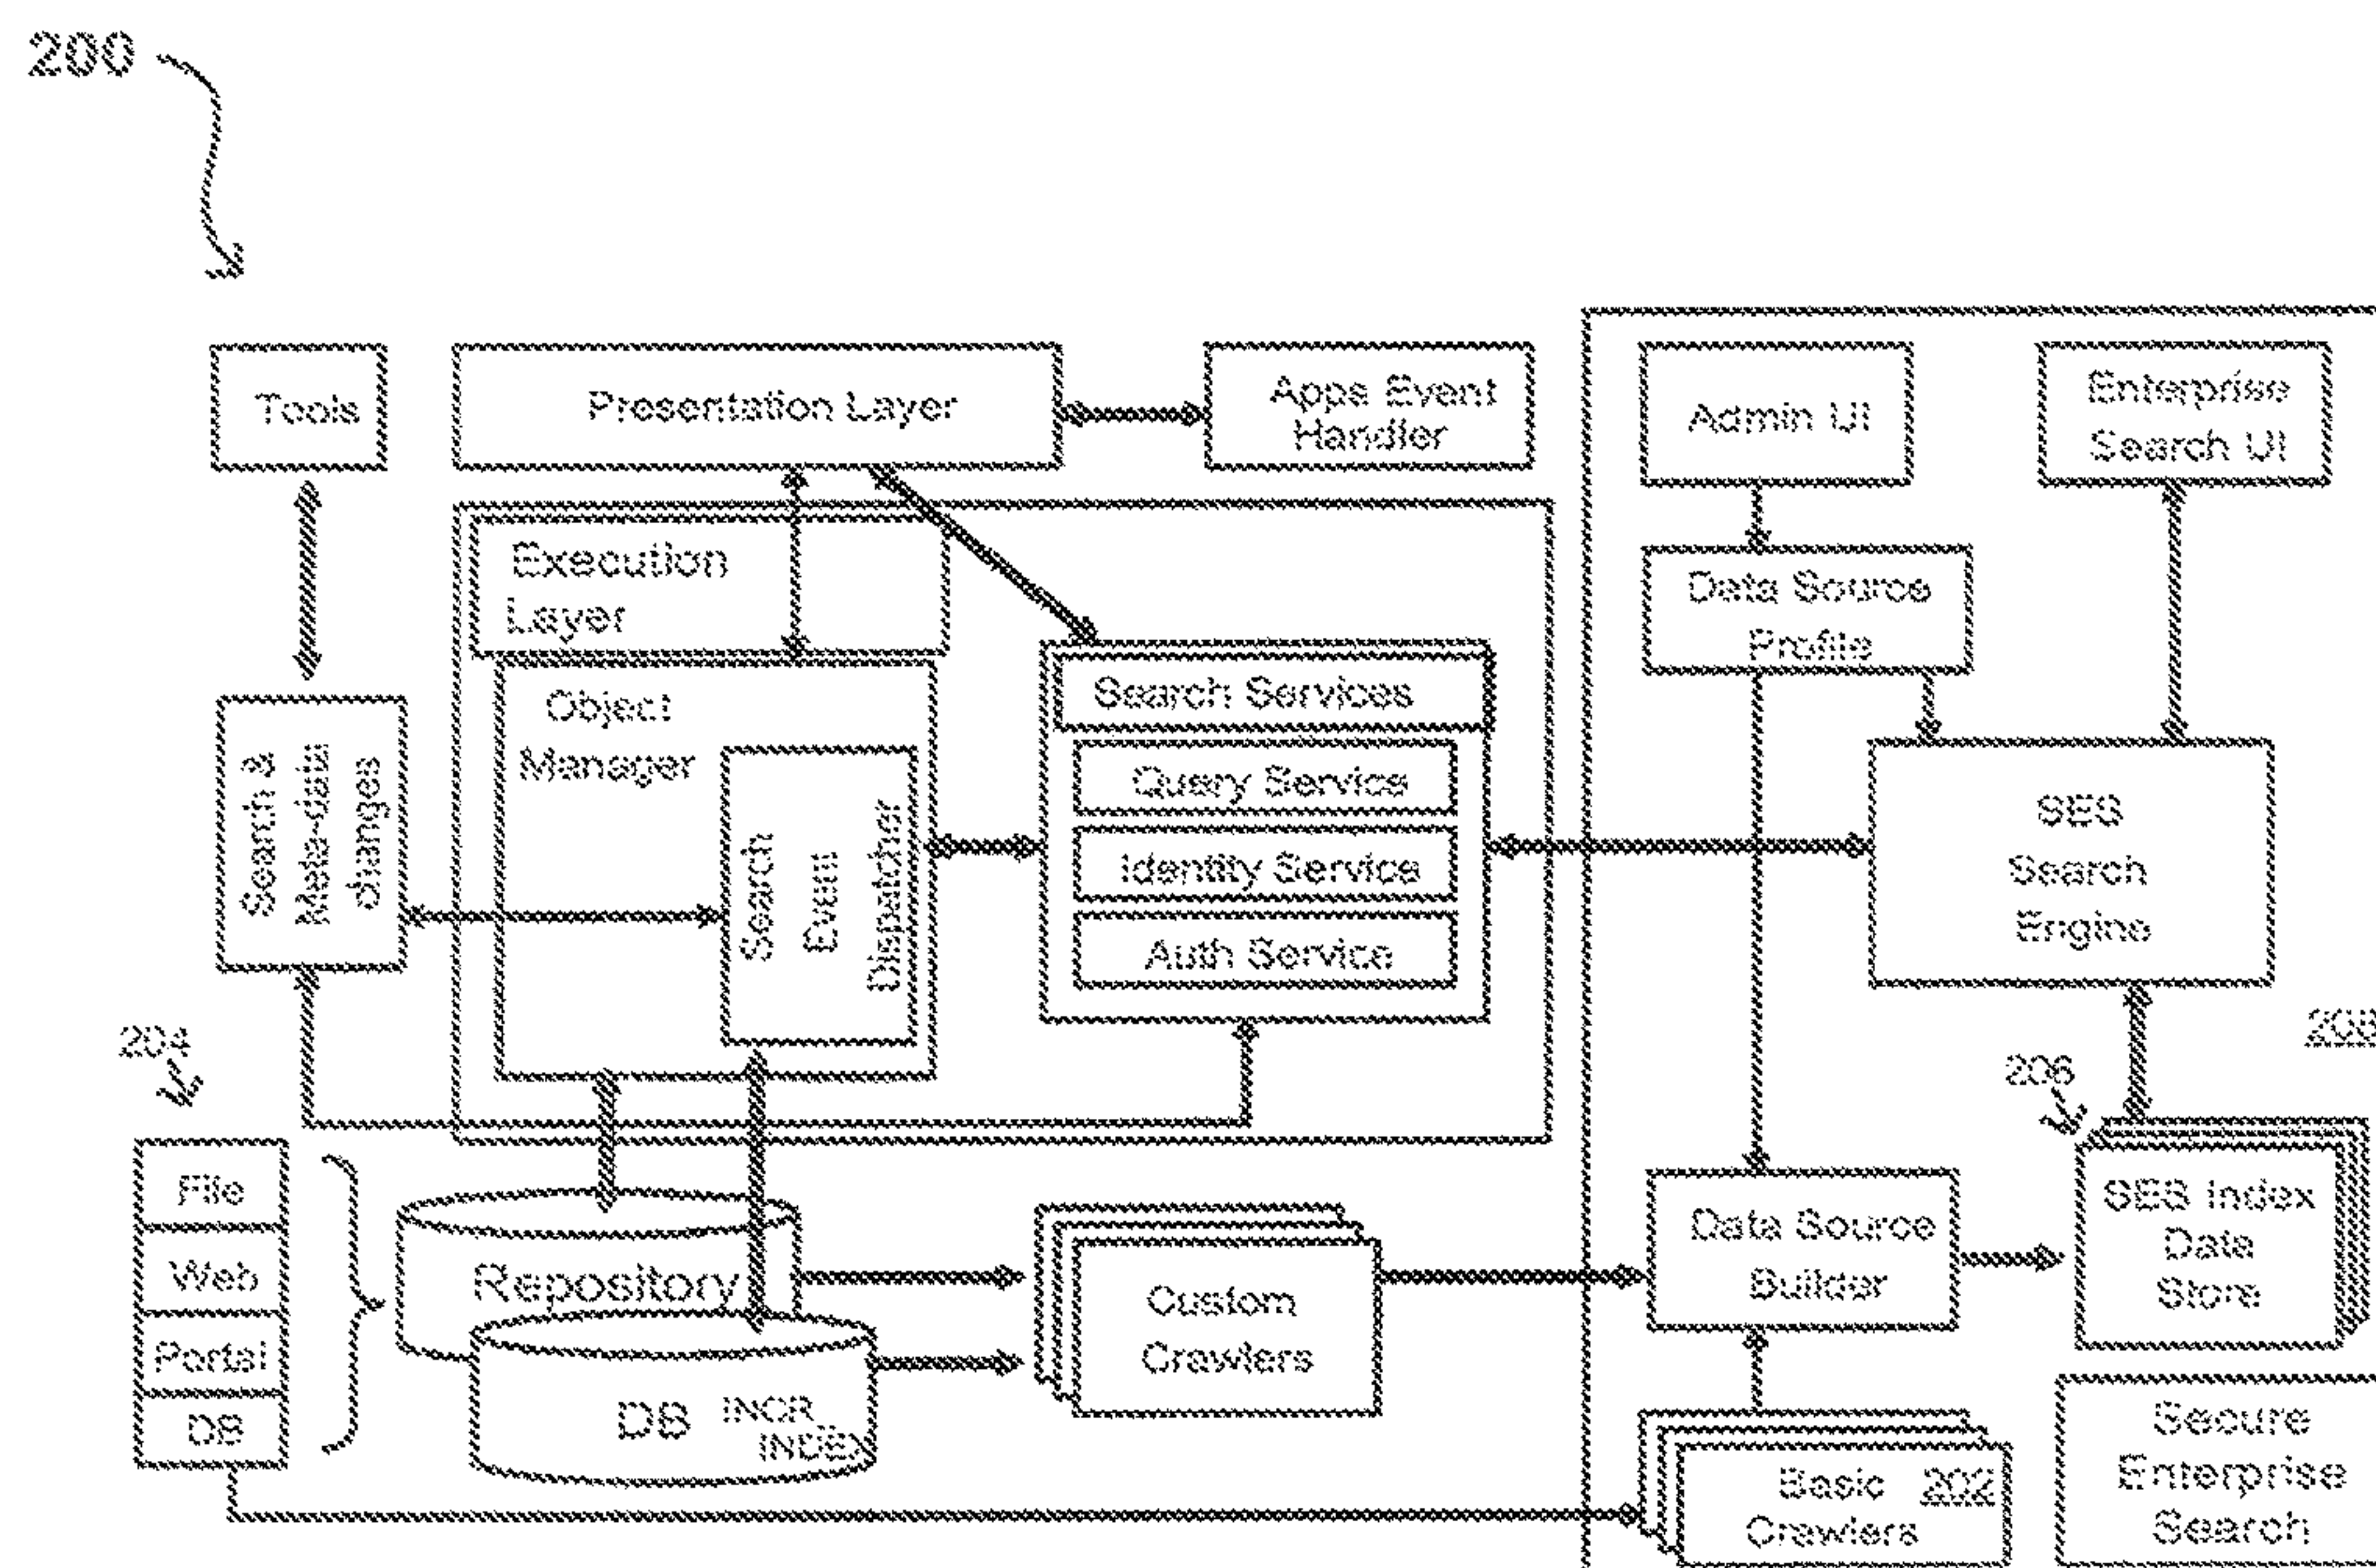 200
Tools
Presentation Layer
Apps Event
Handler
Admin UI
Enterprise
Search UI
Execution
Layer
Data Source
Profile
Object
Manager
Search Services
Query Service
Identity Service
Auth Service
Search &
Meta-data
changes
Search
Event
Dispatcher
SES
Search
Engine
204
206
208
File
Web
Portal
DB
Repository
DB
INCR
INDEX
Custom
Crawlers
Data Source
Builder
SES Index
Data
Store
Basic 202
Crawlers
Secure
Enterprise
Search